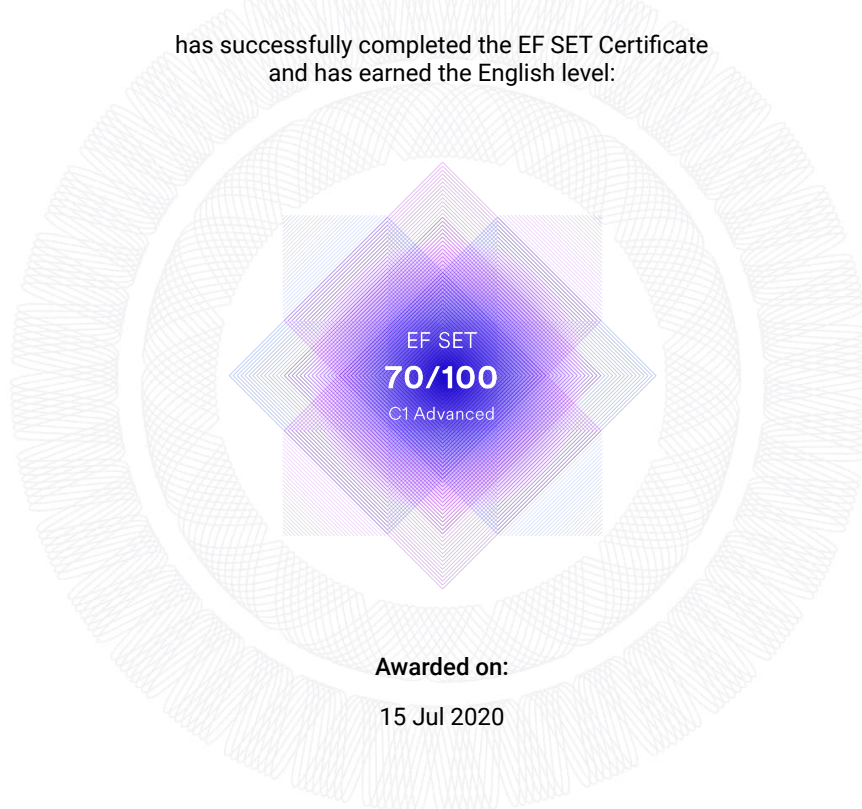 has successfully completed the EF SET Certificate
and has earned the English level:
EF SET
70/100
C1 Advanced
Awarded on:
15 Jul 2020